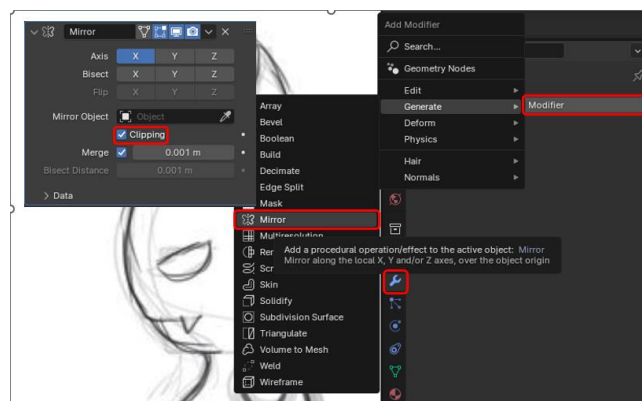 Mirror
Axis X Y Z
Bisect X Y Z
Flip X Y Z
Mirror Object Object
Clipping
Merge 0.001 m
Bisect Distance 0.001 m
Data
Array
Bevel
Boolean
Build
Decimate
Edge Split
Mask
Mirror
Multiresolution
Scr
Skin
Solidify
Subdivision Surface
Triangulate
Volume to Mesh
Weld
Wireframe
Add a procedural operation/effect to the active object: Mirror
Mirror along the local X, Y and/or Z axes, over the object origin
Add Modifier
Search...
Geometry Nodes
Edit
Generate
Deform
Physics
Hair
Normals
Modifier